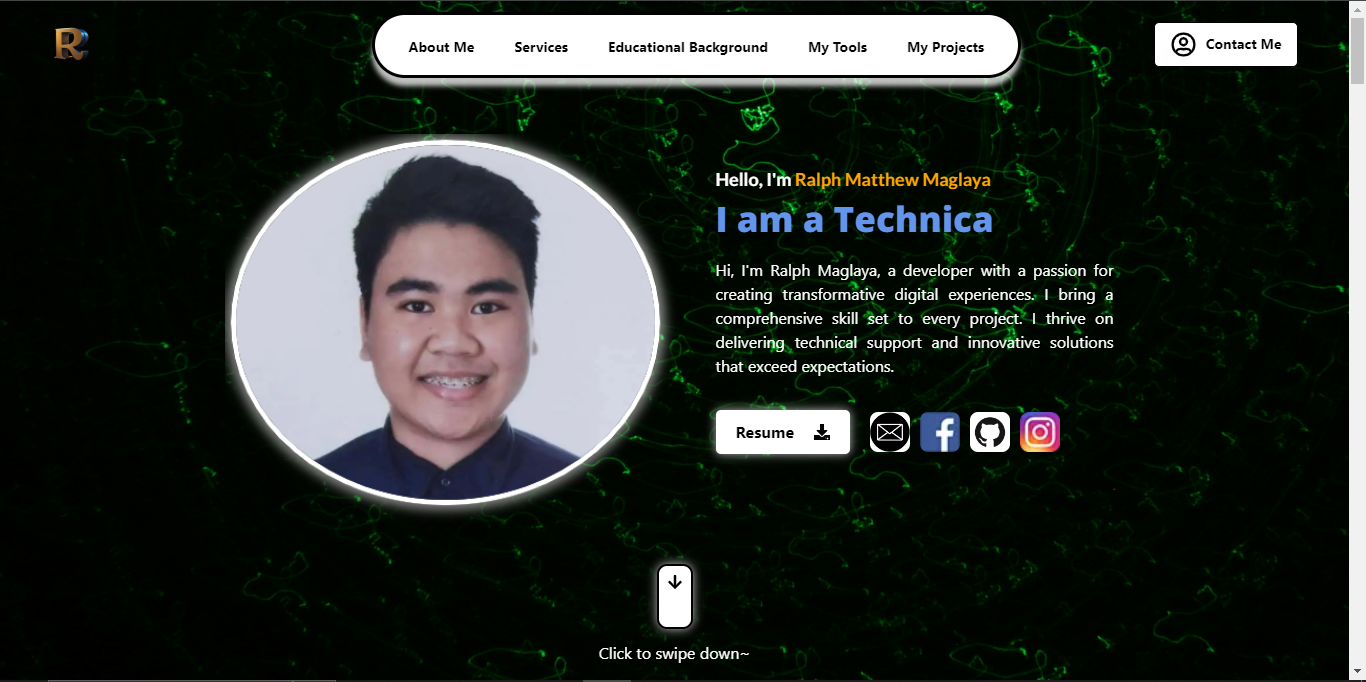 R
About Me
Services
Educational Background
My Tools
My Projects
Contact Me
Hello, I'm Ralph Matthew Maglaya
I am a Technica
Hi, I'm Ralph Maglaya, a developer with a passion for
creating transformative digital experiences. I bring a
comprehensive skill set to every project. I thrive on
delivering technical support and innovative solutions
that exceed expectations.
Resume
Click to swipe down~